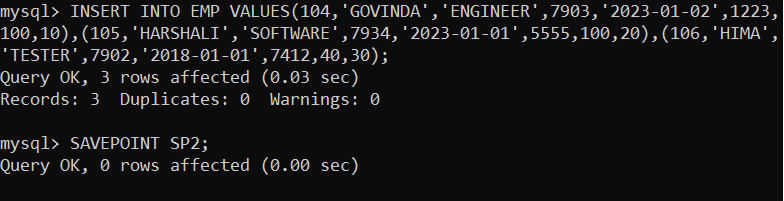 mysql> INSERT INTO EMP VALUES(104,'GOVINDA','ENGINEER',7903,'2023-01-02',1223,
100,10),(105,'HARSHALI','SOFTWARE',7934,'2023-01-01',5555,100,20),(106,'HIMA',
'TESTER',7902,'2018-01-01',7412,40,30);
Query OK, 3 rows affected (0.03 sec)
Records: 3  Duplicates: 0  Warnings: 0

mysql> SAVEPOINT SP2;
Query OK, 0 rows affected (0.00 sec)